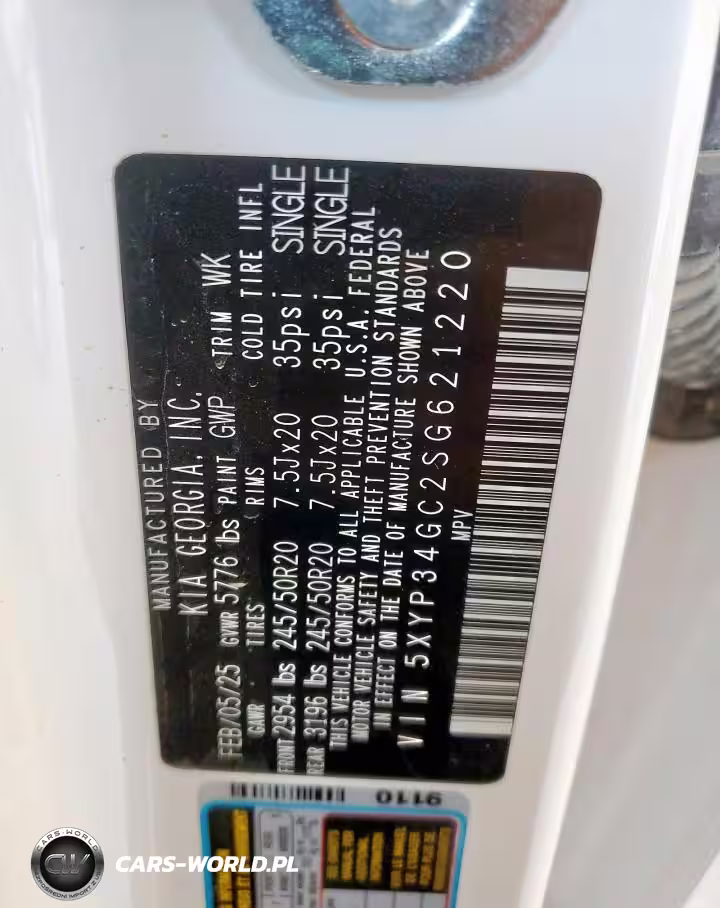 MANUFACTURED BY
KIA GEORGIA, INC.
FEB/05/25 GVWR 5776 lbs PAINT GWP TRIM WK
GAWR TIRES RIMS COLD TIRE INFL
FRONT 2954 lbs 245/50R20 7.5Jx20 35psi SINGLE
REAR 3196 lbs 245/50R20 7.5Jx20 35psi SINGLE
THIS VEHICLE CONFORMS TO ALL APPLICABLE U.S.A. FEDERAL
MOTOR VEHICLE SAFETY AND THEFT PREVENTION STANDARDS
IN EFFECT ON THE DATE OF MANUFACTURE SHOWN ABOVE
VIN 5XYP34GC2SG621220
MPV
9110
CARS-WORLD
CW
CARS-WORLD.PL